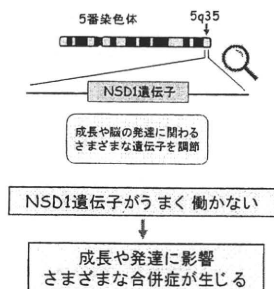 5番染色体
5q35
NSD1遺伝子
成長や脳の発達に関わる
さまざまな遺伝子を調節
NSD1遺伝子がうまく働かない
成長や発達に影響
さまざまな合併症が生じる